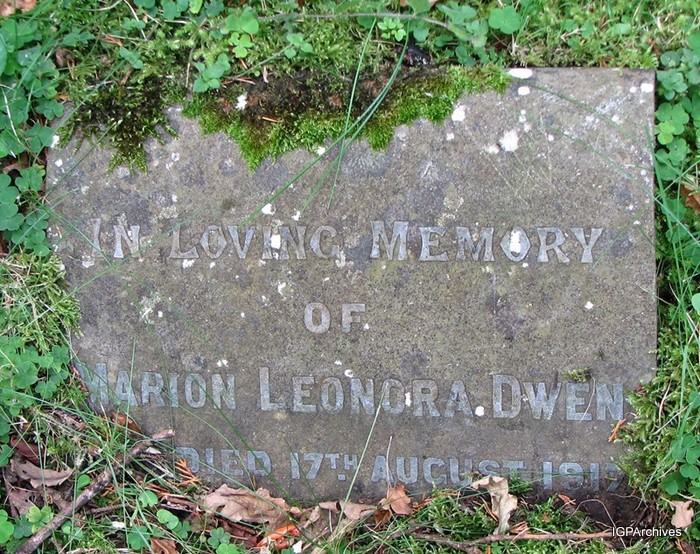 IN LOVING MEMORY
OF
MARION LEONORA DWEN
DIED 17TH AUGUST
IGPArchives*